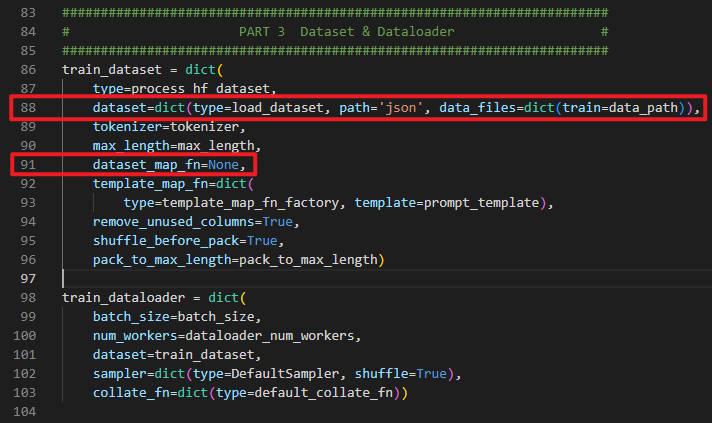 83 ######################################################################
84 # PART 3 Dataset & Dataloader #
85 ######################################################################
86 train_dataset = dict(
87 type=process_hf_dataset,
88 dataset=dict(type=load_dataset, path='json', data_files=dict(train=data_path)),
89 tokenizer=tokenizer,
90 max_length=max_length,
91 dataset_map_fn=None,
92 template_map_fn=dict(
93 type=template_map_fn_factory, template=prompt_template),
94 remove_unused_columns=True,
95 shuffle_before_pack=True,
96 pack_to_max_length=pack_to_max_length)
97
98 train_dataloader = dict(
99 batch_size=batch_size,
100 num_workers=dataloader_num_workers,
101 dataset=train_dataset,
102 sampler=dict(type=DefaultSampler, shuffle=True),
103 collate_fn=dict(type=default_collate_fn))
104